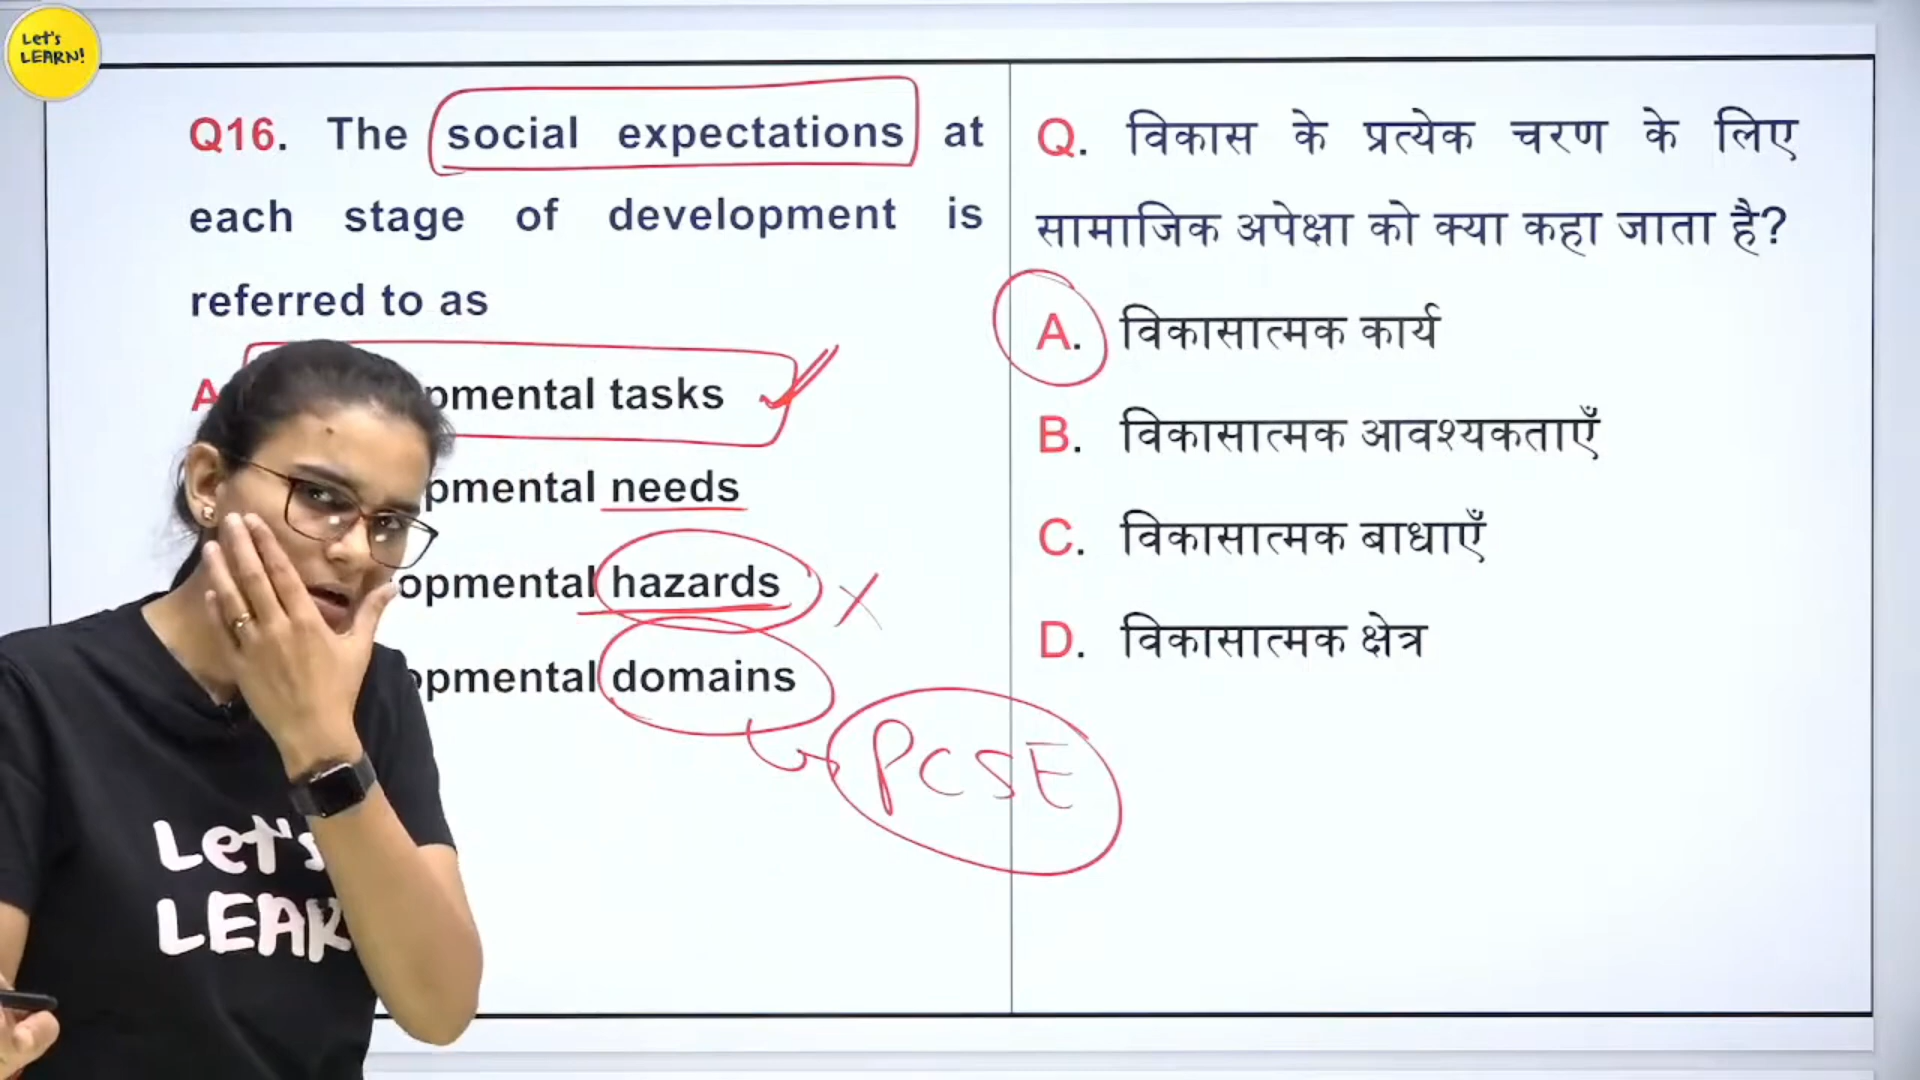 Let's
LEARN!
Q16. The social expectations at
each stage of development is
referred to as
A pmental tasks
pmental needs
opmental hazards
opmental domains
Q. विकास के प्रत्येक चरण के लिए
सामाजिक अपेक्षा को क्या कहा जाता है?
A. विकासात्मक कार्य
B. विकासात्मक आवश्यकताएँ
C. विकासात्मक बाधाएँ
D. विकासात्मक क्षेत्र
PCSE
Let's
LEAR